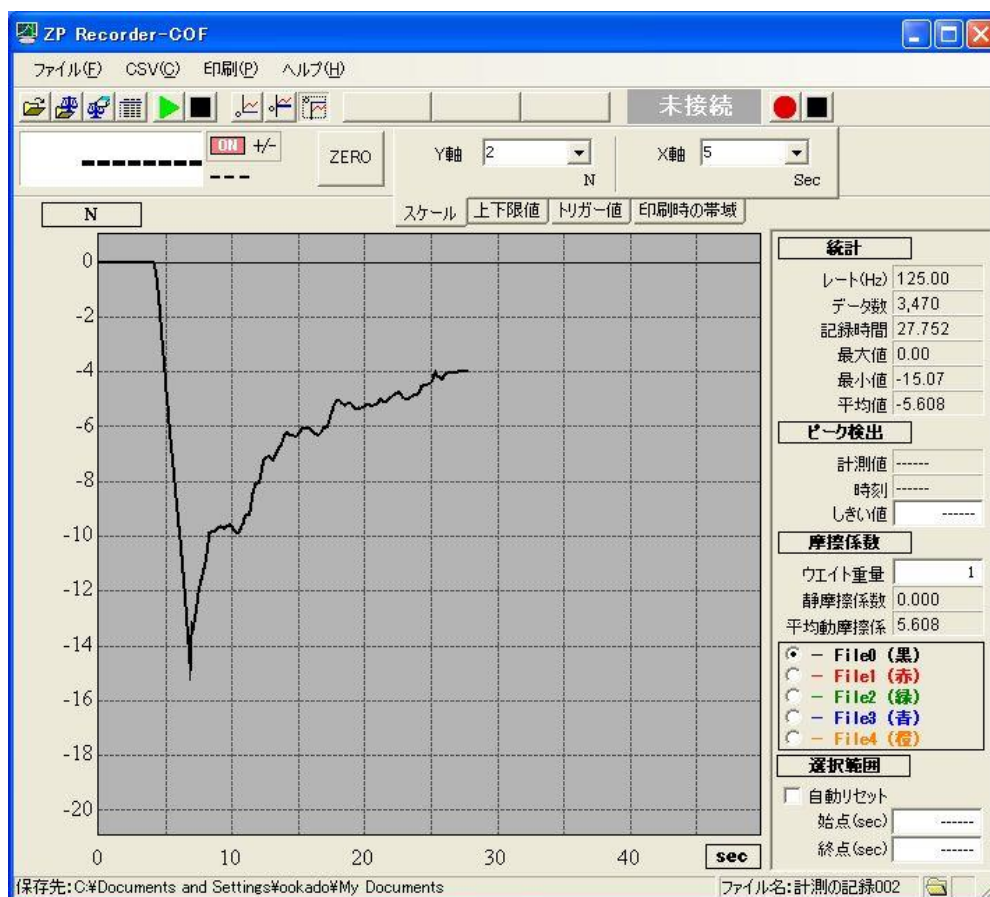 ZP Recorder-COF
ファイル(F) CSV(C) 印刷(P) ヘルプ(H)
未接続
-------- ON +/-
---
ZERO
Y軸 2
N
X軸 5
Sec
スケール 上下限値 トリガー値 印刷時の帯域
N
0
-2
-4
-6
-8
-10
-12
-14
-16
-18
-20
0 10 20 30 40 sec
統計
レート(Hz) 125.00
データ数 3,470
記録時間 27.752
最大値 0.00
最小値 -15.07
平均値 -5.608
ピーク検出
計測値 ------
時刻 ------
しきい値 ------
摩擦係数
ウエイト重量 1
静摩擦係数 0.000
平均動摩擦係 5.608
— File0 (黒)
— File1 (赤)
— File2 (緑)
— File3 (青)
— File4 (橙)
選択範囲
自動リセット
始点(sec) ------
終点(sec) ------
保存先:C:¥Documents and Settings¥ookado¥My Documents
ファイル名:計測の記録002